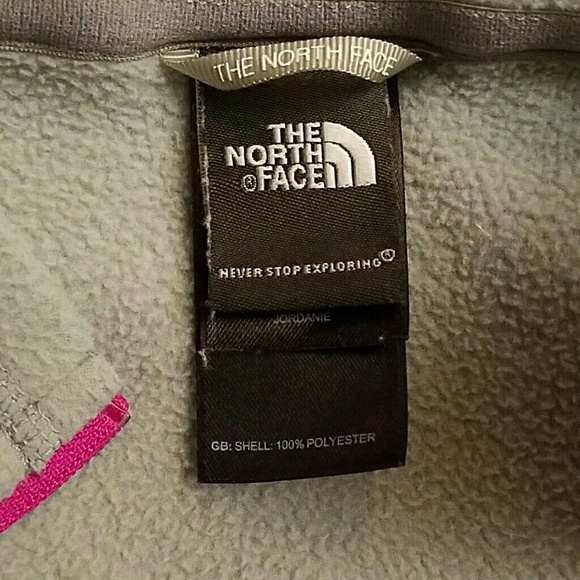 THE NORTH FACE
THE
NORTH
®FACE
NEVER STOP EXPLORING®
JORDANIE
GB: SHELL: 100% POLYESTER